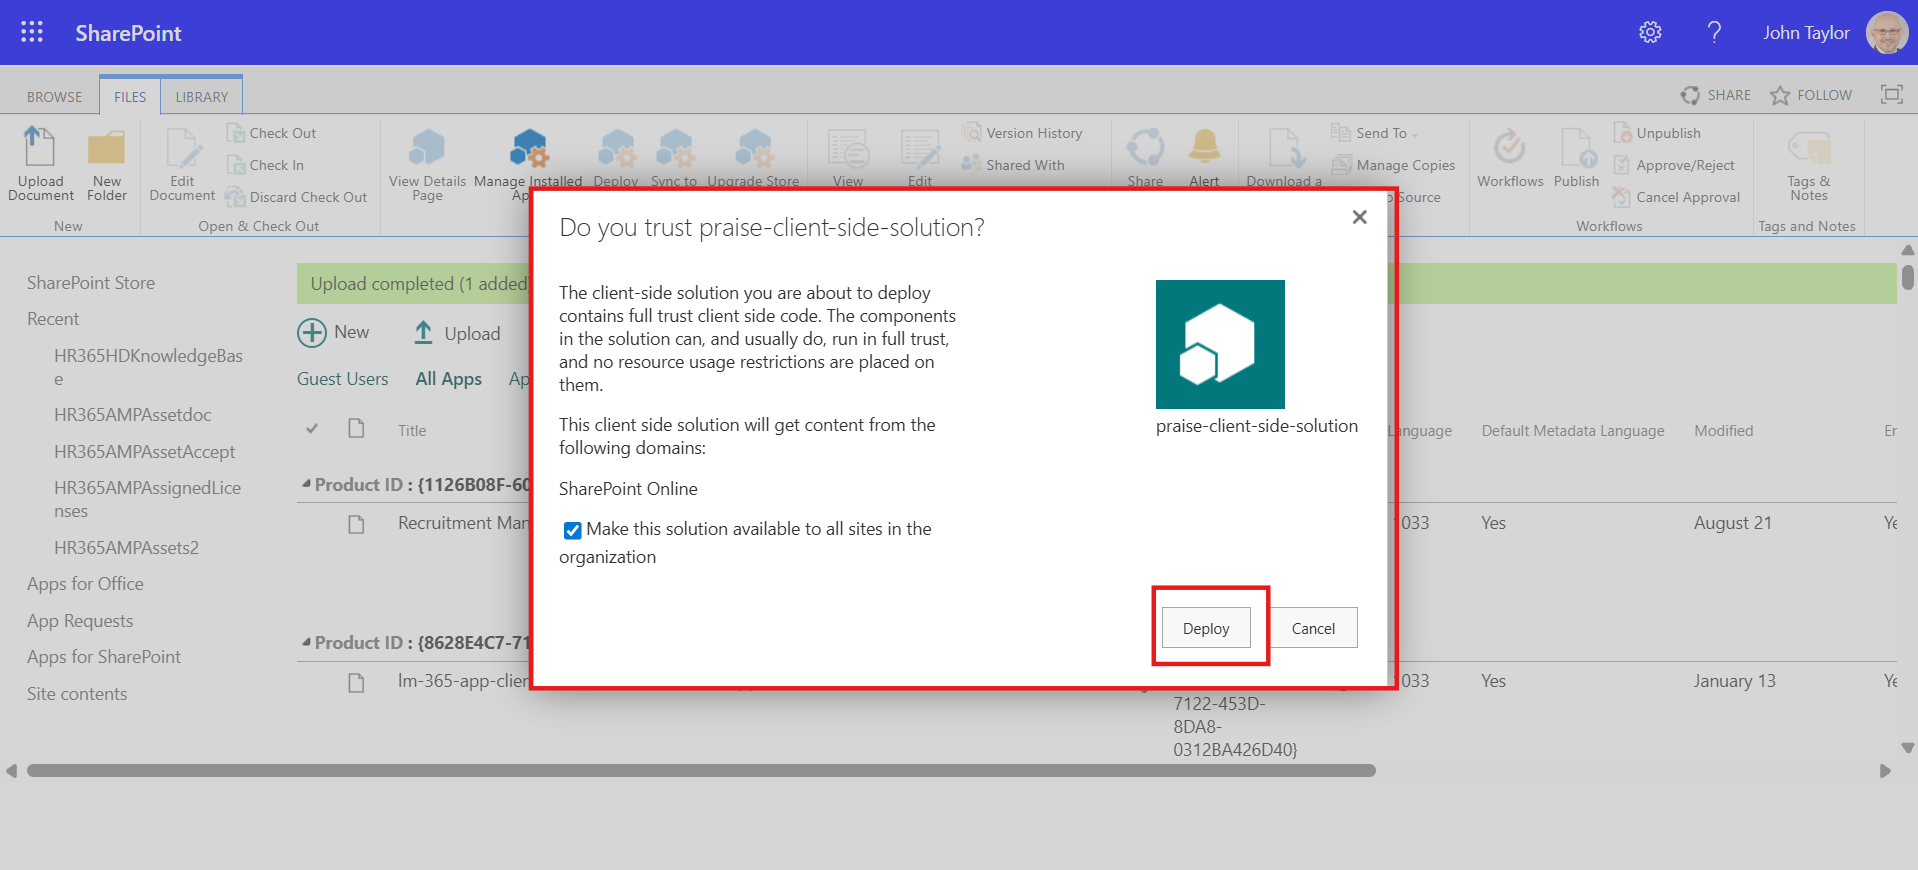 SharePoint
John Taylor
BROWSE
FILES
LIBRARY
SHARE
FOLLOW
Upload
Document
New
Folder
New
Edit
Document
Check Out
Check In
Discard Check Out
Open & Check Out
View Details
Page
Manage Installed
Deploy
Sync to
Upgrade Store
View
Edit
Version History
Shared With
Share
Alert
Download a
Send To
Manage Copies
Source
Workflows
Publish
Unpublish
Approve/Reject
Cancel Approval
Workflows
Tags &
Notes
Tags and Notes
SharePoint Store
Recent
HR365HDKnowledgeBas
e
HR365AMPAssetdoc
HR365AMPAssetAccept
HR365AMPAssignedLice
nses
HR365AMPAssets2
Apps for Office
App Requests
Apps for SharePoint
Site contents
Upload completed (1 added
New
Upload
Guest Users
All Apps
Ap
Title
Language
Default Metadata Language
Modified
Er
Product ID : {1126B08F-60
Recruitment Man
033
Yes
August 21
Ye
Product ID : {8628E4C7-71
lm-365-app-clien
033
Yes
January 13
Ye
7122-453D-
8DA8-
0312BA426D40}
Do you trust praise-client-side-solution?
The client-side solution you are about to deploy
contains full trust client side code. The components
in the solution can, and usually do, run in full trust,
and no resource usage restrictions are placed on
them.
This client side solution will get content from the
following domains:
SharePoint Online
Make this solution available to all sites in the
organization
praise-client-side-solution
Deploy
Cancel